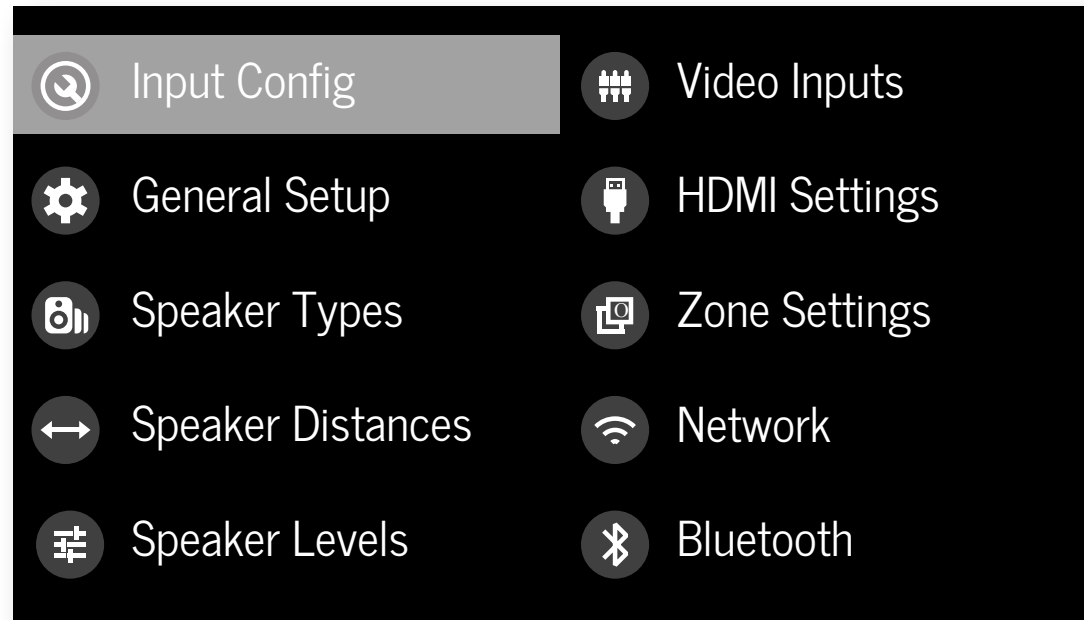 Input Config
General Setup
Speaker Types
Speaker Distances
Speaker Levels
Video Inputs
HDMI Settings
Zone Settings
Network
Bluetooth